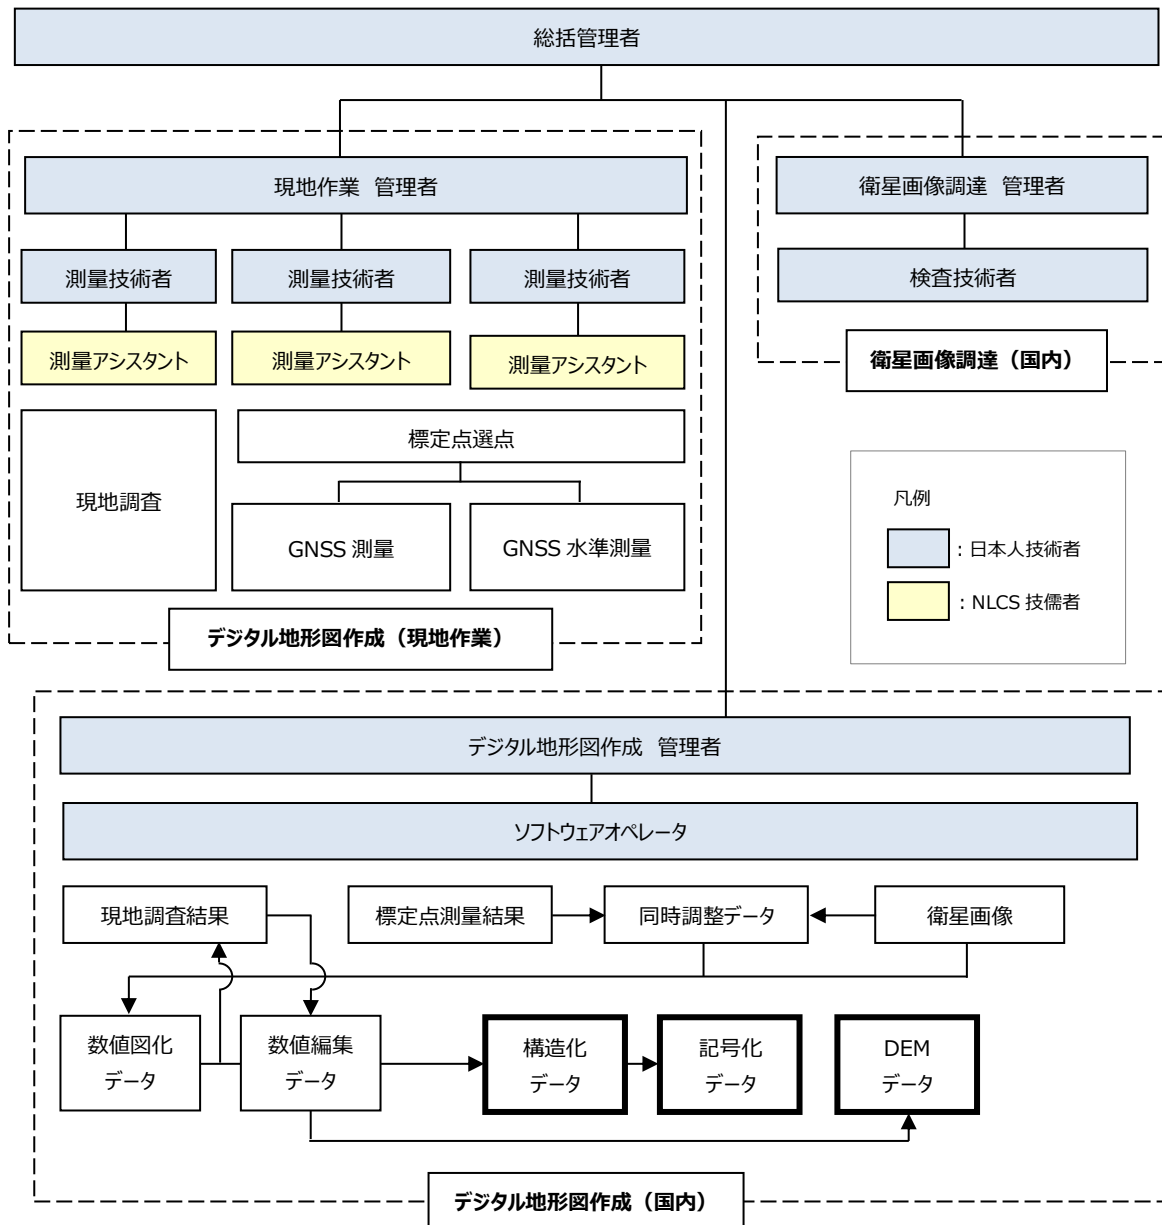 総括管理者
現地作業 管理者
測量技術者
測量技術者
測量技術者
測量アシスタント
測量アシスタント
測量アシスタント
現地調査
標定点選点
GNSS 測量
GNSS 水準測量
デジタル地形図作成（現地作業）
衛星画像調達 管理者
検査技術者
衛星画像調達（国内）
凡例
：日本人技術者
：NLCS 技儒者
デジタル地形図作成 管理者
ソフトウェアオペレータ
現地調査結果
標定点測量結果
同時調整データ
衛星画像
数値図化
データ
数値編集
データ
構造化
データ
記号化
データ
DEM
データ
デジタル地形図作成（国内）